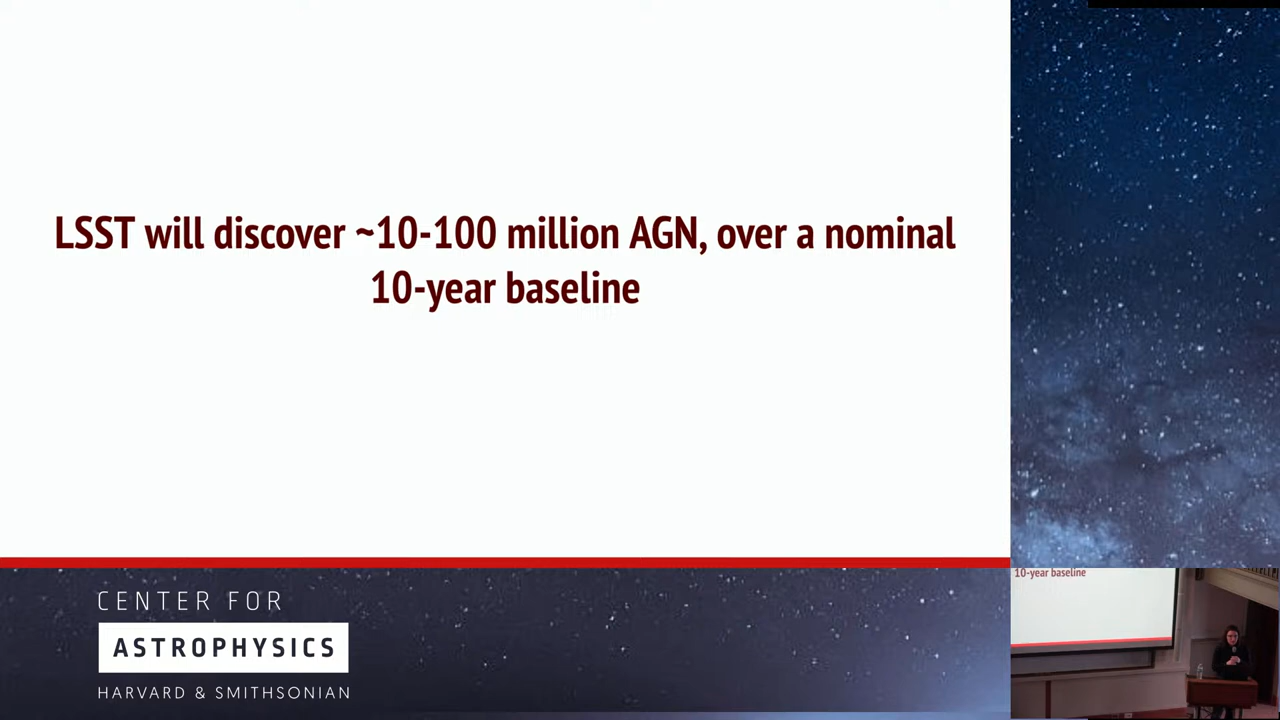 LSST will discover ~10-100 million AGN, over a nominal
10-year baseline
CENTER FOR
ASTROPHYSICS
HARVARD & SMITHSONIAN
10-year baseline